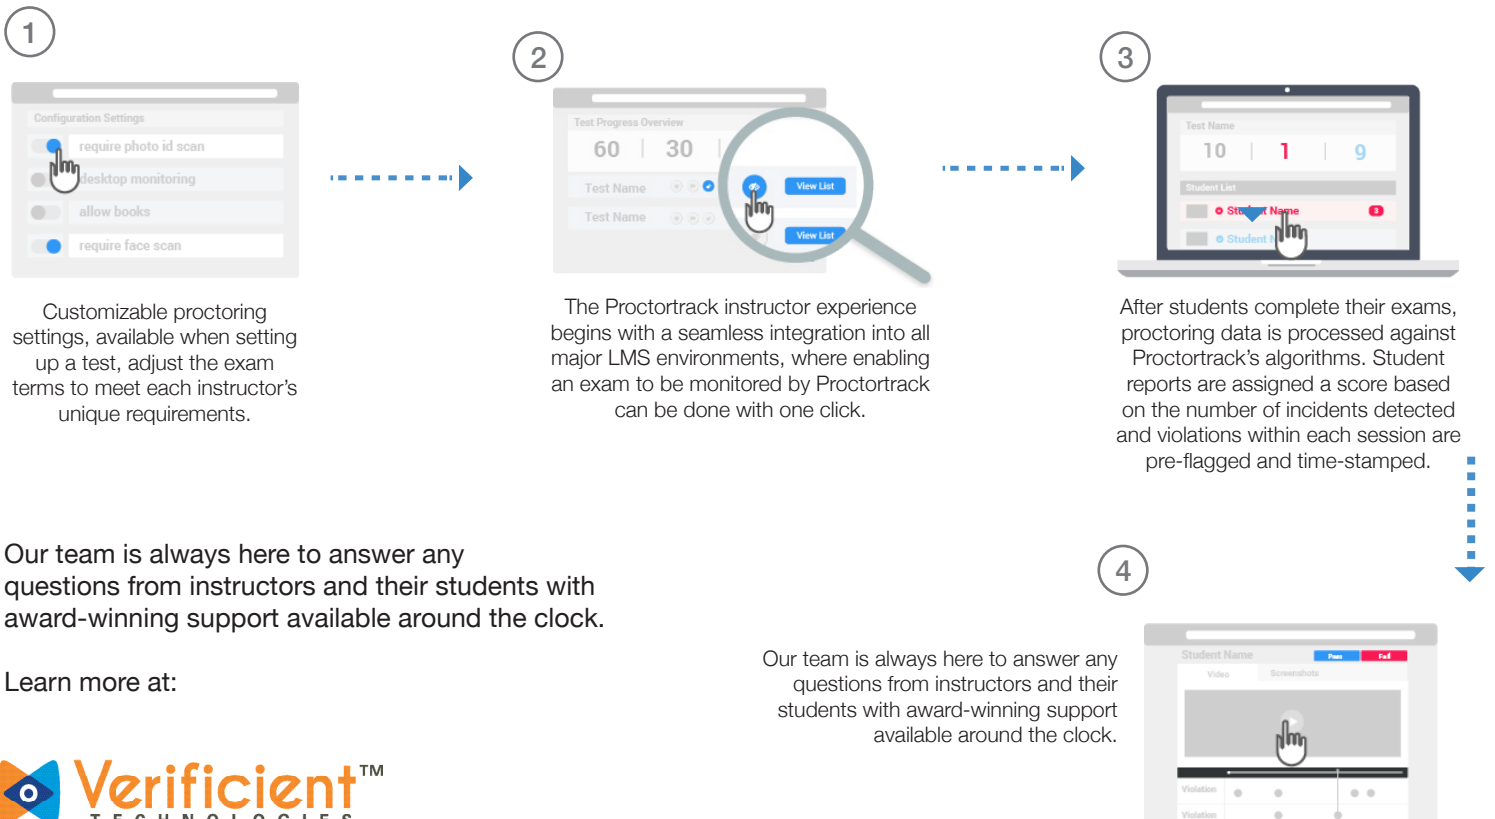 1
Configuration Settings
require photo id scan
desktop monitoring
allow books
require face scan
Customizable proctoring
settings, available when setting
up a test, adjust the exam
terms to meet each instructor's
unique requirements.
2
Test Progress Overview
60 | 30 |
Test Name
View List
Test Name
View List
The Proctortrack instructor experience
begins with a seamless integration into all
major LMS environments, where enabling
an exam to be monitored by Proctortrack
can be done with one click.
3
Test Name
10 | 1 | 9
Student List
Student Name 3
Student
After students complete their exams,
proctoring data is processed against
Proctortrack's algorithms. Student
reports are assigned a score based
on the number of incidents detected
and violations within each session are
pre-flagged and time-stamped.
Our team is always here to answer any
questions from instructors and their students with
award-winning support available around the clock.
Learn more at:
Verificient™
TECHNOLOGIES
4
Our team is always here to answer any
questions from instructors and their
students with award-winning support
available around the clock.
Student Name Pass Fail
Video Screenshots
Violation
Violation